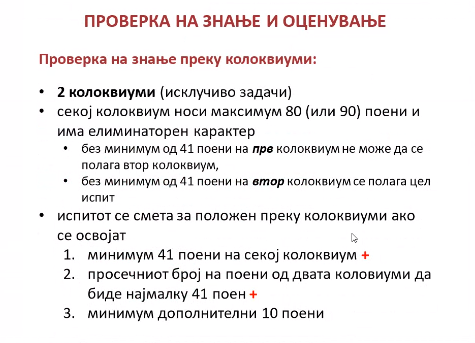 ПРОВЕРКА НА ЗНАЊЕ И ОЦЕНУВАЊЕ
Проверка на знање преку колоквиуми:
• 2 колоквиуми (исклучиво задачи)
• секој колоквиум носи максимум 80 (или 90) поени и
има елиминаторен карактер
• без минимум од 41 поени на прв колоквиум не може да се
полага втор колоквиум,
• без минимум од 41 поени на втор колоквиум се полага цел
испит
• испитот се смета за положен преку колоквиуми ако
се освојат
1. минимум 41 поени на секој колоквиум +
2. просечниот број на поени од двата коловиуми да
биде најмалку 41 поен +
3. минимум дополнителни 10 поени